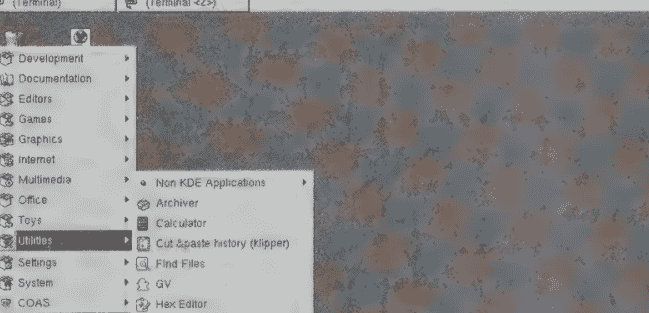 (Terminal)
(Terminal <2>)
Development
Documentation
Editors
Games
Graphics
Internet
Multimedia
Office
Toys
Utilities
Settings
System
COAS
Non KDE Applications
Archiver
Calculator
Cut &paste history (klipper)
Find Files
GV
Hex Editor